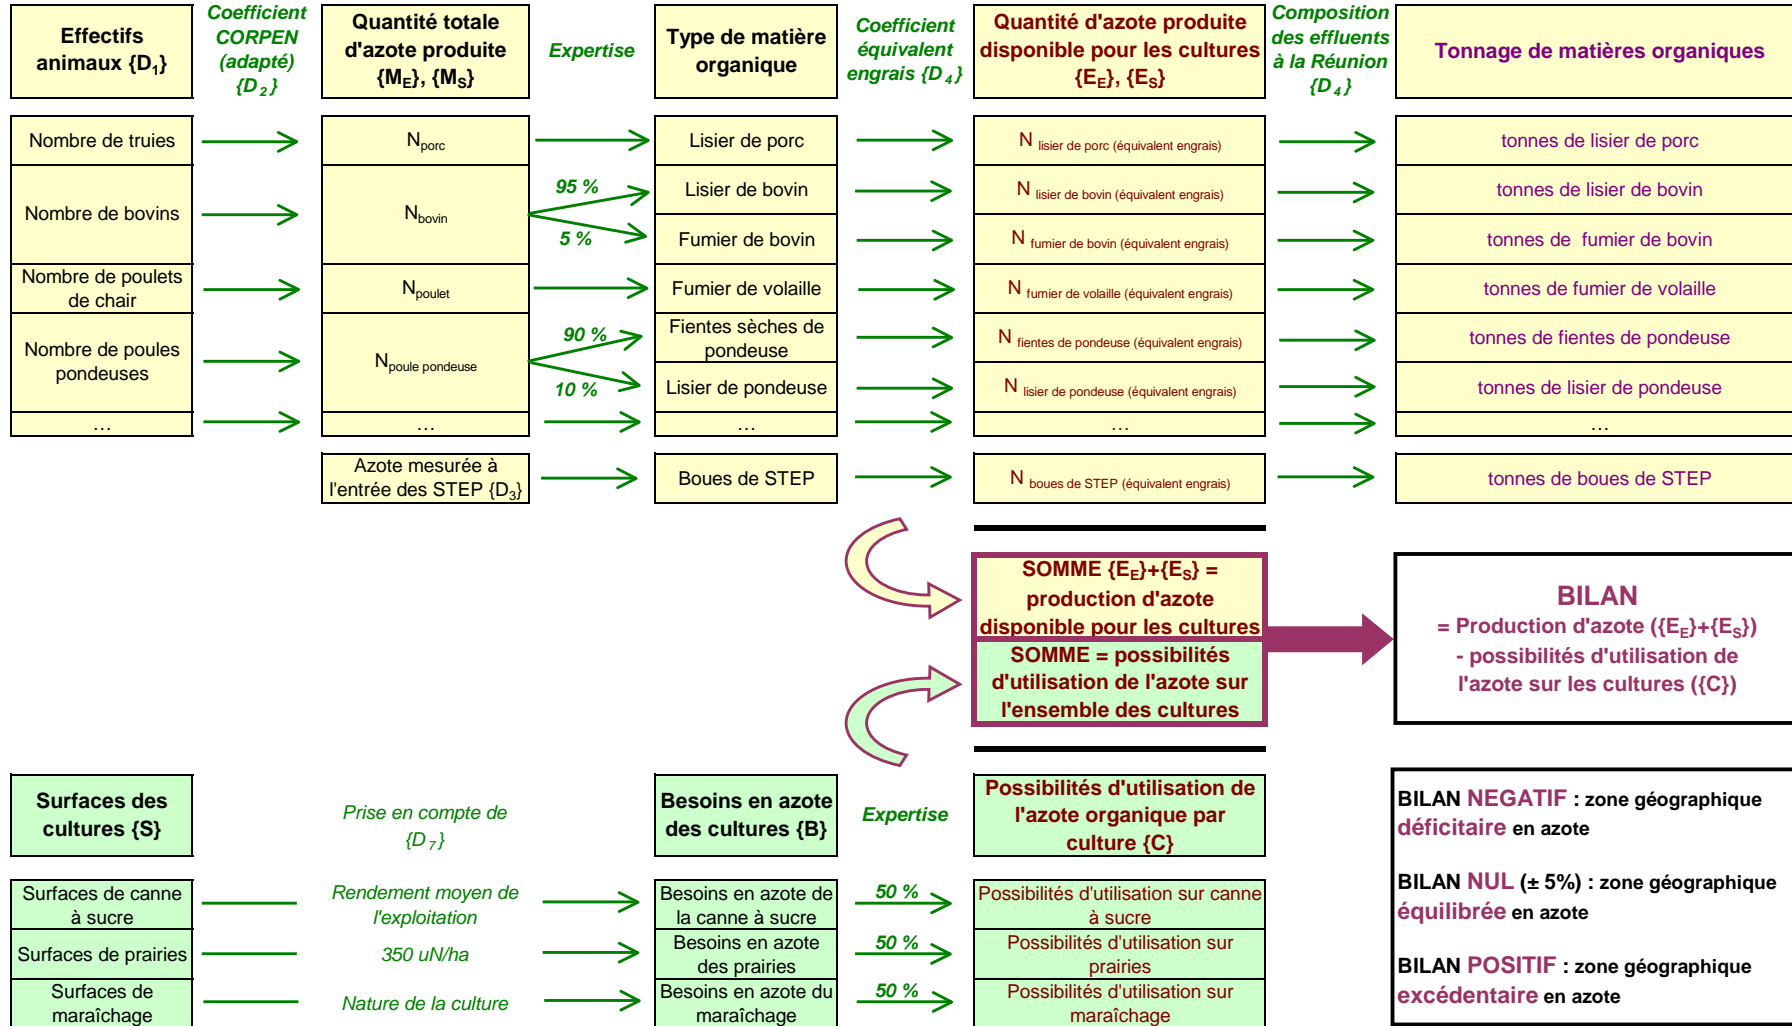 Effectifs
animaux {D1}
Coefficient
CORPEN
(adapté)
{D2}
Quantité totale
d'azote produite
{ME}, {MS}
Expertise
Type de matière
organique
Coefficient
équivalent
engrais {D4}
Quantité d'azote produite
disponible pour les cultures
{EE}, {ES}
Composition
des effluents
à la Réunion
{D4}
Tonnage de matières organiques
Nombre de truies
Nporc
Lisier de porc
N lisier de porc (équivalent engrais)
tonnes de lisier de porc
Nombre de bovins
Nbovin
95 %
5 %
Lisier de bovin
N lisier de bovin (équivalent engrais)
tonnes de lisier de bovin
Fumier de bovin
N fumier de bovin (équivalent engrais)
tonnes de fumier de bovin
Nombre de poulets
de chair
Npoulet
Fumier de volaille
N fumier de volaille (équivalent engrais)
tonnes de fumier de volaille
Nombre de poules
pondeuses
Npoule pondeuse
90 %
10 %
Fientes sèches de
pondeuse
N fientes de pondeuse (équivalent engrais)
tonnes de fientes de pondeuse
Lisier de pondeuse
N lisier de pondeuse (équivalent engrais)
tonnes de lisier de pondeuse
…
…
…
…
…
Azote mesurée à
l'entrée des STEP {D3}
Boues de STEP
N boues de STEP (équivalent engrais)
tonnes de boues de STEP
SOMME {EE}+{ES} =
production d'azote
disponible pour les cultures
SOMME = possibilités
d'utilisation de l'azote sur
l'ensemble des cultures
BILAN
= Production d'azote ({EE}+{ES})
- possibilités d'utilisation de
l'azote sur les cultures ({C})
Surfaces des
cultures {S}
Prise en compte de
{D7}
Besoins en azote
des cultures {B}
Expertise
Possibilités d'utilisation de
l'azote organique par
culture {C}
Surfaces de canne
à sucre
Rendement moyen de
l'exploitation
Besoins en azote de
la canne à sucre
50 %
Possibilités d'utilisation sur canne
à sucre
Surfaces de prairies
350 uN/ha
Besoins en azote
des prairies
50 %
Possibilités d'utilisation sur
prairies
Surfaces de
maraîchage
Nature de la culture
Besoins en azote du
maraîchage
50 %
Possibilités d'utilisation sur
maraîchage
BILAN NEGATIF : zone géographique
déficitaire en azote
BILAN NUL (± 5%) : zone géographique
équilibrée en azote
BILAN POSITIF : zone géographique
excédentaire en azote